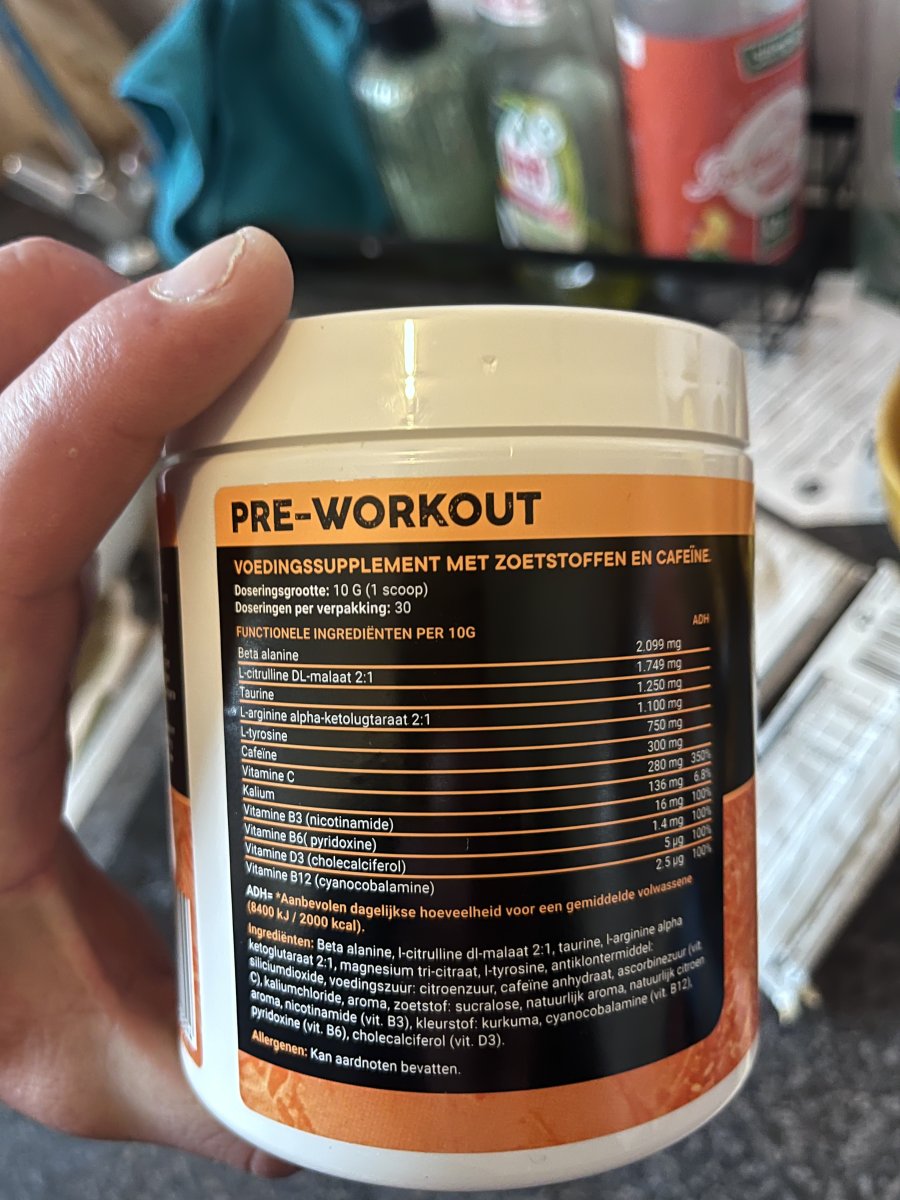 PRE-WORKOUT
VOEDINGSSUPPLEMENT MET ZOETSTOFFEN EN CAFEÏNE.
Doseringsgrootte: 10 G (1 scoop)
Doseringen per verpakking: 30
FUNCTIONELE INGREDIËNTEN PER 10G ADH
Beta alanine 2.099 mg
L-citrulline DL-malaat 2:1 1.749 mg
Taurine 1.250 mg
L-arginine alpha-ketolugtaraat 2:1 1.100 mg
L-tyrosine 750 mg
Cafeïne 300 mg
Vitamine C 280 mg 350%
Kalium 136 mg 6.8%
Vitamine B3 (nicotinamide) 16 mg 100%
Vitamine B6( pyridoxine) 1.4 mg 100%
Vitamine D3 (cholecalciferol) 5 µg 100%
Vitamine B12 (cyanocobalamine) 2.5 µg 100%
ADH= *Aanbevolen dagelijkse hoeveelheid voor een gemiddelde volwassene
(8400 kJ / 2000 kcal).
Ingrediënten: Beta alanine, l-citrulline dl-malaat 2:1, taurine, l-arginine alpha
ketoglutaraat 2:1, magnesium tri-citraat, l-tyrosine, antiklontermiddel:
siliciumdioxide, voedingszuur: citroenzuur, cafeïne anhydraat, ascorbinezuur (vit.
C), kaliumchloride, aroma, zoetstof: sucralose, natuurlijk aroma, natuurlijk citroen
aroma, nicotinamide (vit. B3), kleurstof: kurkuma, cyanocobalamine (vit. B12),
pyridoxine (vit. B6), cholecalciferol (vit. D3).
Allergenen: Kan aardnoten bevatten.